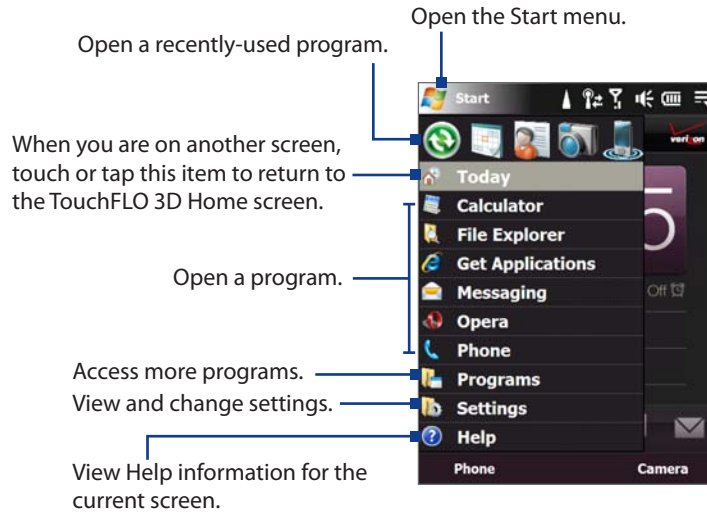 Open the Start menu.
Open a recently-used program.
Start
verizon
When you are on another screen,
touch or tap this item to return to
the TouchFLO 3D Home screen.
Today
Calculator
File Explorer
5
Get Applications
Open a program.
Messaging
Off
Opera
Phone
Access more programs.
Programs
View and change settings.
Settings
Help
View Help information for the
current screen.
Phone
Camera